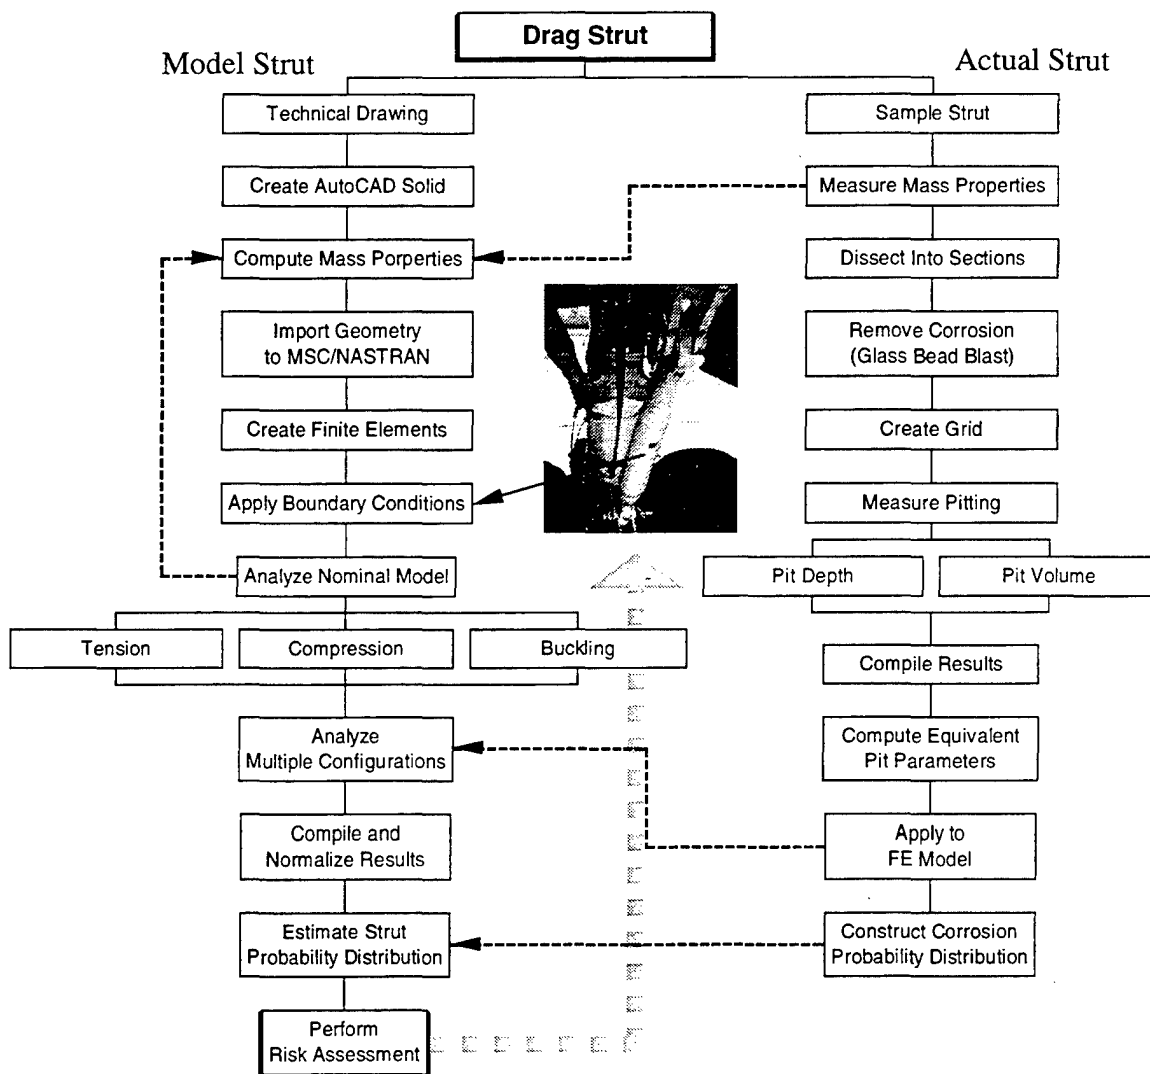 Drag Strut
Model Strut
Actual Strut
Technical Drawing
Create AutoCAD Solid
Compute Mass Porperties
Import Geometry
to MSC/NASTRAN
Create Finite Elements
Apply Boundary Conditions
Analyze Nominal Model
Tension
Compression
Buckling
Analyze
Multiple Configurations
Compile and
Normalize Results
Estimate Strut
Probability Distribution
Perform
Risk Assessment
Sample Strut
Measure Mass Properties
Dissect Into Sections
Remove Corrosion
(Glass Bead Blast)
Create Grid
Measure Pitting
Pit Depth
Pit Volume
Compile Results
Compute Equivalent
Pit Parameters
Apply to
FE Model
Construct Corrosion
Probability Distribution